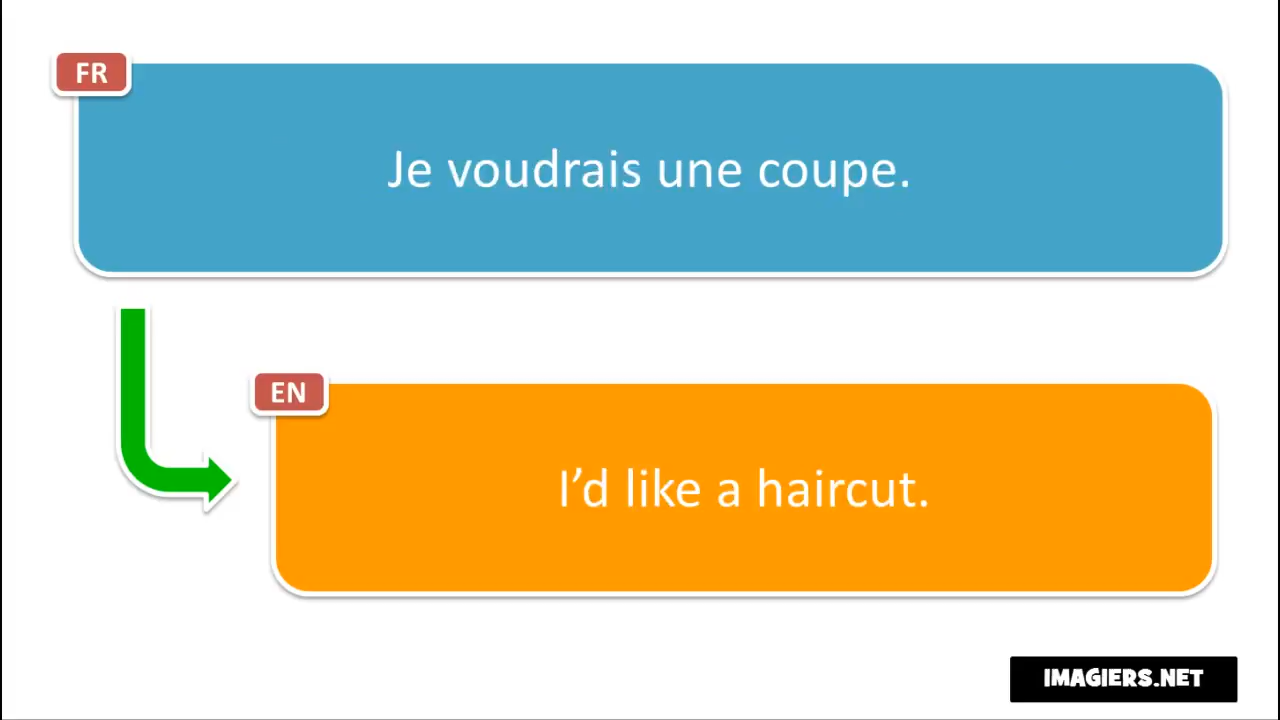 FR
Je voudrais une coupe.
EN
I’d like a haircut.
IMAGIERS.NET